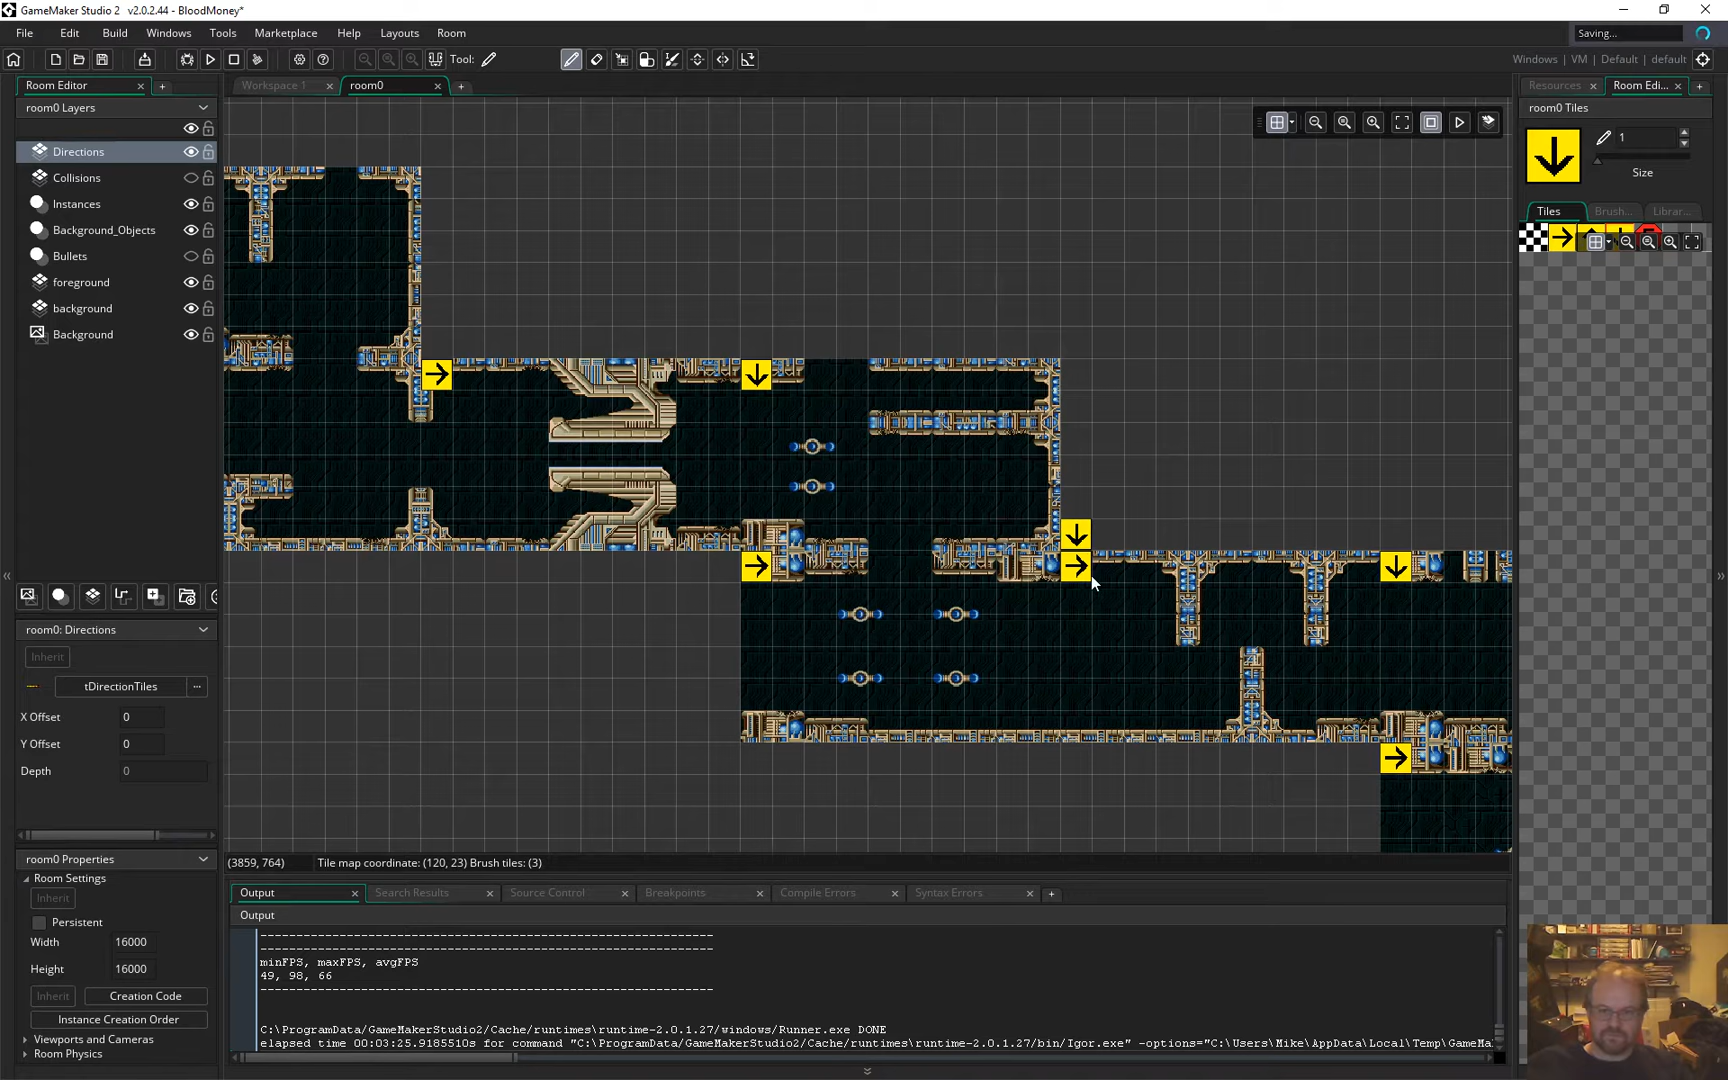 GameMaker Studio 2 v2.0.2.44 - BloodMoney*
File Edit Build Windows Tools Marketplace Help Layouts Room
Saving...
Tool:
Windows | VM | Default | default
Room Editor
Workspace 1
room0
Resources
Room Edi...
room0 Layers
Directions
Collisions
Instances
Background_Objects
Bullets
foreground
background
Background
room0 Tiles
1
Size
Tiles
Brush...
Librar...
room0: Directions
Inherit
tDirectionTiles
...
X Offset 0
Y Offset 0
Depth 0
room0 Properties
Room Settings
Inherit
Persistent
Width 16000
Height 16000
Inherit
Creation Code
Instance Creation Order
Viewports and Cameras
Room Physics
(3859, 764) Tile map coordinate: (120, 23) Brush tiles: (3)
Output Search Results Source Control Breakpoints Compile Errors Syntax Errors
Output
----------------------------------------------------------------
----------------------------------------------------------------
minFPS, maxFPS, avgFPS
49, 98, 66
----------------------------------------------------------------
C:\ProgramData/GameMakerStudio2/Cache/runtimes\runtime-2.0.1.27/windows/Runner.exe DONE
elapsed time 00:03:25.9185510s for command "C:\ProgramData/GameMakerStudio2/Cache/runtimes\runtime-2.0.1.27/bin/Igor.exe" -options="C:\Users\Mike\AppData\Local\Temp\GameMa